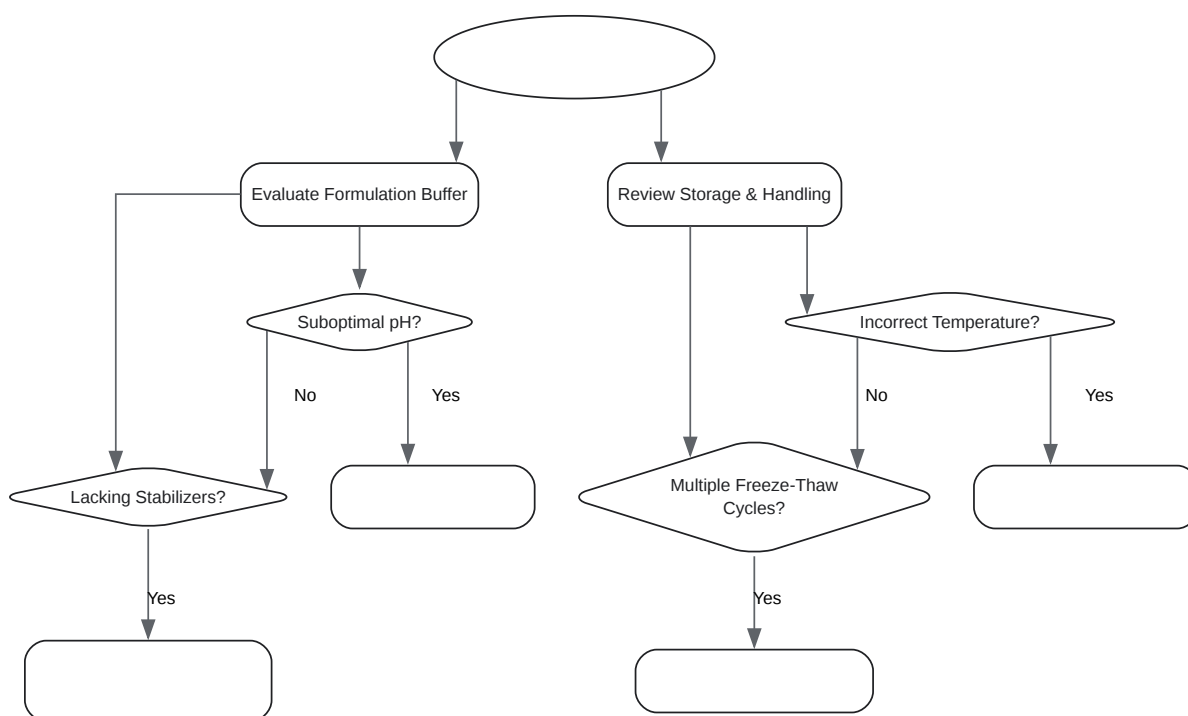 Evaluate Formulation Buffer
Review Storage & Handling
Suboptimal pH?
Incorrect Temperature?
No
Yes
No
Yes
Lacking Stabilizers?
Multiple Freeze-Thaw
Cycles?
Yes
Yes